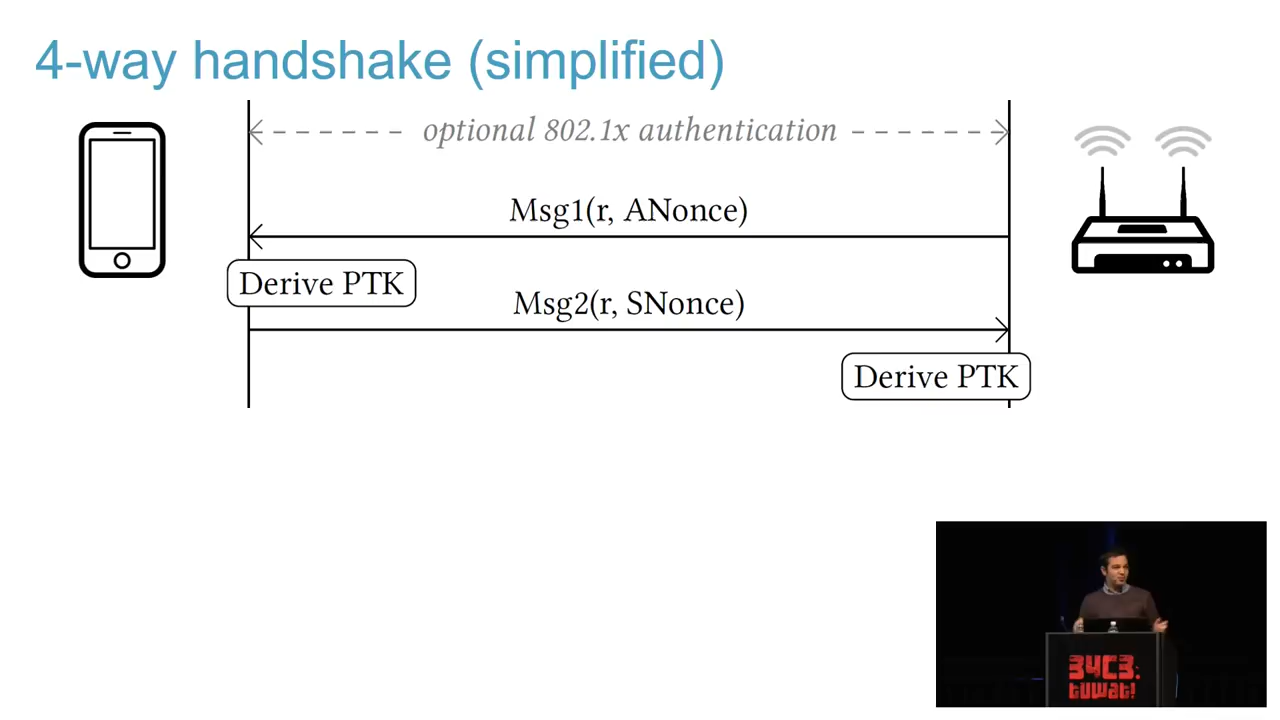 4-way handshake (simplified)
optional 802.1x authentication
Msg1(r, ANonce)
Derive PTK
Msg2(r, SNonce)
Derive PTK
34C3:
tuwat!